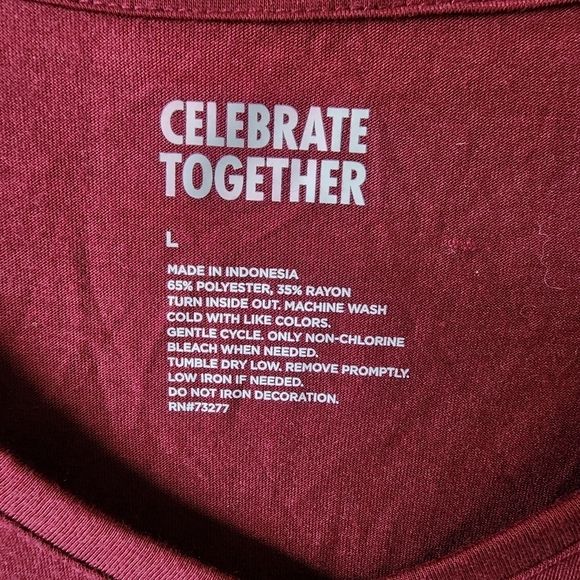 CELEBRATE
TOGETHER
L
MADE IN INDONESIA
65% POLYESTER, 35% RAYON
TURN INSIDE OUT. MACHINE WASH
COLD WITH LIKE COLORS.
GENTLE CYCLE. ONLY NON-CHLORINE
BLEACH WHEN NEEDED.
TUMBLE DRY LOW. REMOVE PROMPTLY.
LOW IRON IF NEEDED.
DO NOT IRON DECORATION.
RN#73277